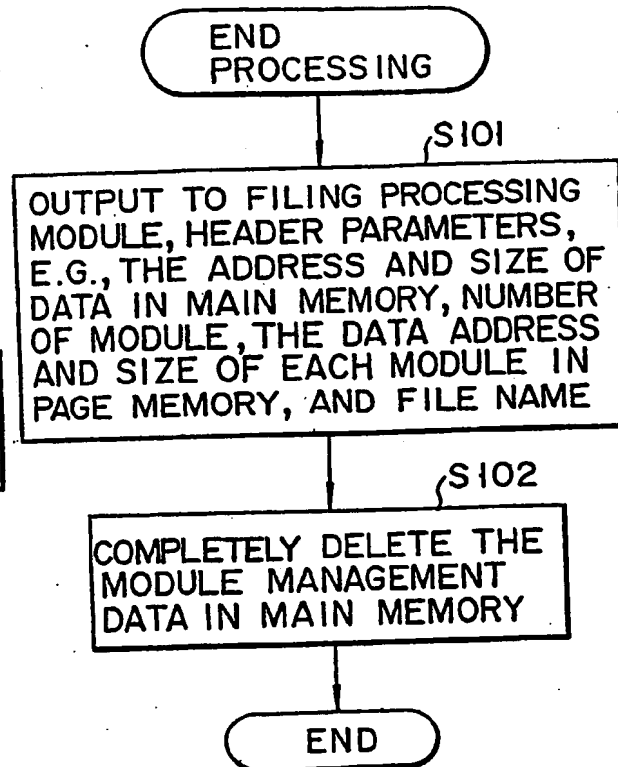 END
PROCESSING
S101
OUTPUT TO FILING PROCESSING
MODULE, HEADER PARAMETERS,
E.G., THE ADDRESS AND SIZE OF
DATA IN MAIN MEMORY, NUMBER
OF MODULE, THE DATA ADDRESS
AND SIZE OF EACH MODULE IN
PAGE MEMORY, AND FILE NAME
S102
COMPLETELY DELETE THE
MODULE MANAGEMENT
DATA IN MAIN MEMORY
END